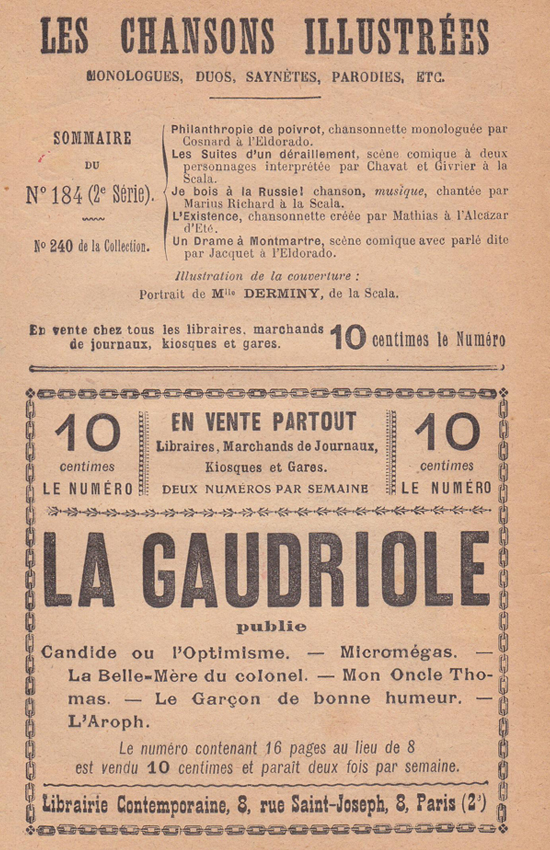 LES CHANSONS ILLUSTRÉES
MONOLOGUES, DUOS, SAYNÈTES, PARODIES, ETC.
SOMMAIRE
DU
N° 184 (2e Série).
N° 240 de la Collection.
Philanthropie de poivrot, chansonnette monologuée par
Cosnard à l'Eldorado.
Les Suites d'un déraillement, scène comique à deux
personnages interprétée par Chavat et Givrier à la
Scala.
Je bois à la Russie! chanson, musique, chantée par
Marius Richard à la Scala.
L'Existence, chansonnette créée par Mathias à l'Alcazar
d'Eté.
Un Drame à Montmartre, scène comique avec parlé dite
par Jacquet à l'Eldorado.
Illustration de la couverture :
Portrait de Mlle DERMINY, de la Scala.
En vente chez tous les libraires, marchands
de journaux, kiosques et gares.
10 centimes le Numéro
10
centimes
LE NUMÉRO
EN VENTE PARTOUT
Libraires, Marchands de Journaux,
Kiosques et Gares.
DEUX NUMÉROS PAR SEMAINE
10
centimes
LE NUMÉRO
LA GAUDRIOLE
publie
Candide ou l'Optimisme. — Micromégas. —
La Belle-Mère du colonel. — Mon Oncle Tho-
mas. — Le Garçon de bonne humeur. —
L'Aroph.
Le numéro contenant 16 pages au lieu de 8
est vendu 10 centimes et paraît deux fois par semaine.
Librairie Contemporaine, 8, rue Saint-Joseph, 8, Paris (2e)